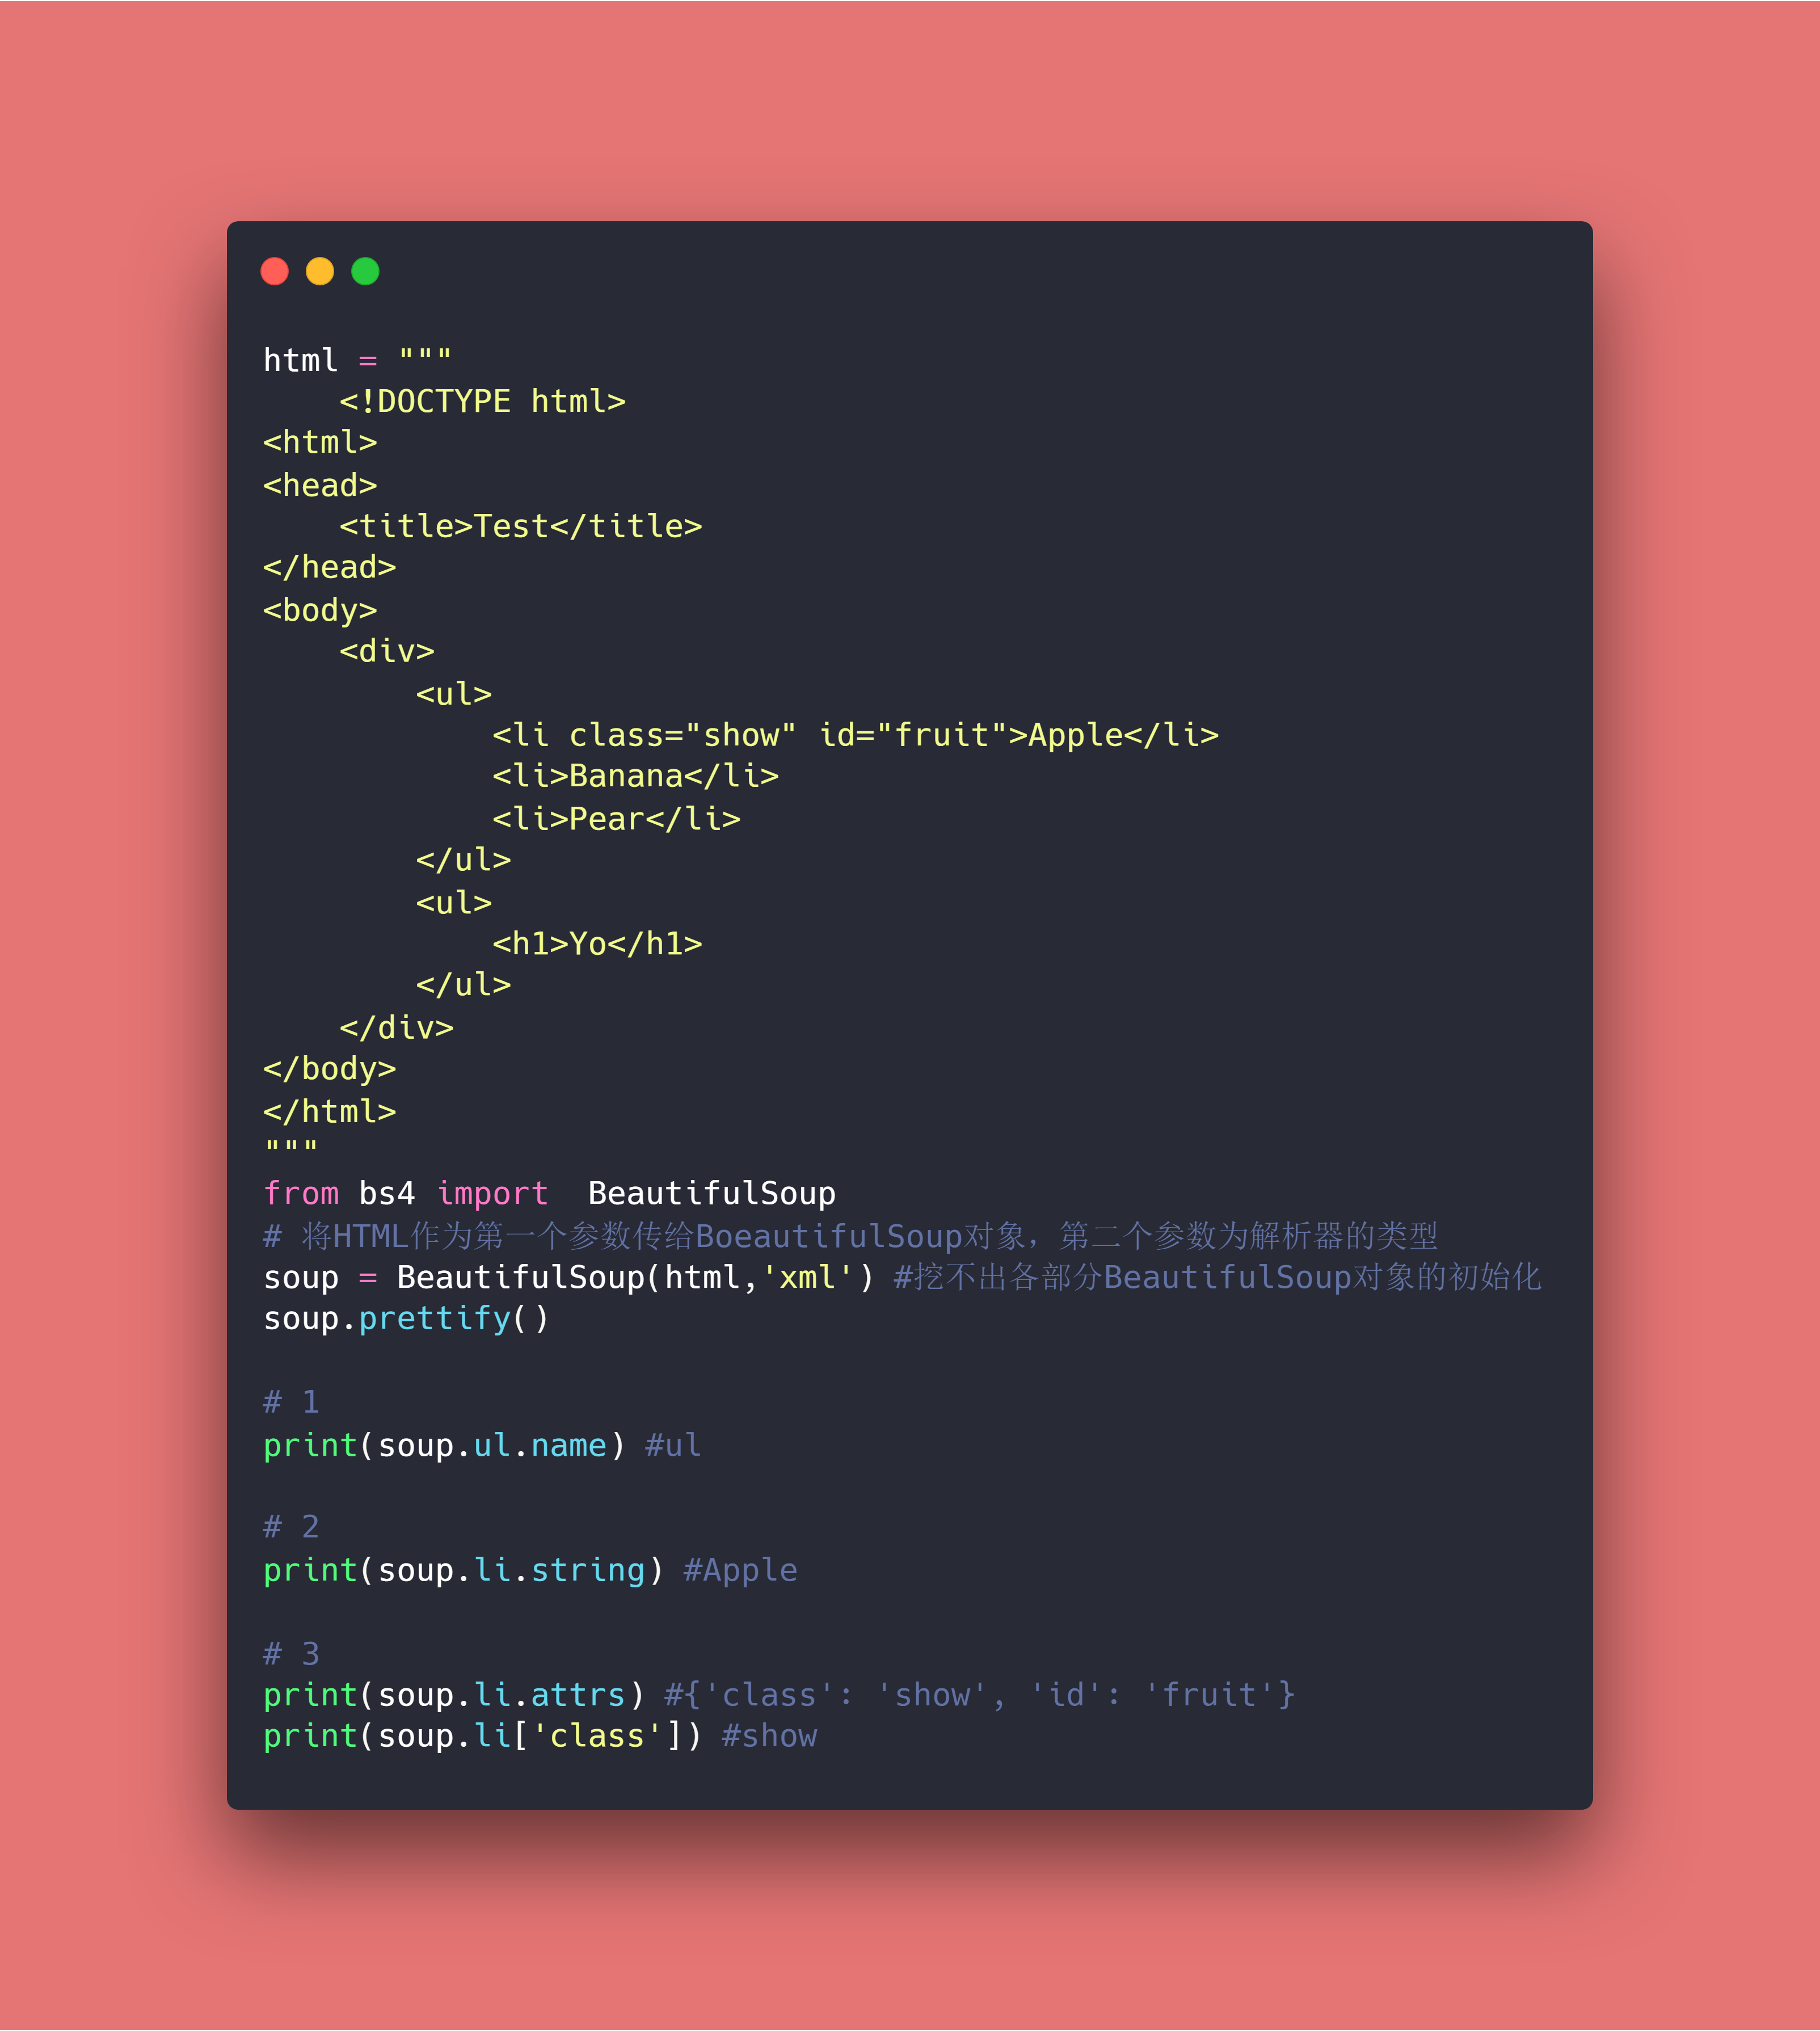 html = """
    <!DOCTYPE html>
<html>
<head>
    <title>Test</title>
</head>
<body>
    <div>
        <ul>
            <li class="show" id="fruit">Apple</li>
            <li>Banana</li>
            <li>Pear</li>
        </ul>
        <ul>
            <h1>Yo</h1>
        </ul>
    </div>
</body>
</html>
"""
from bs4 import  BeautifulSoup
# 将HTML作为第一个参数传给BoeautifulSoup对象，第二个参数为解析器的类型
soup = BeautifulSoup(html,'xml') #挖不出各部分BeautifulSoup对象的初始化
soup.prettify()

# 1
print(soup.ul.name) #ul

# 2
print(soup.li.string) #Apple

# 3
print(soup.li.attrs) #{'class': 'show', 'id': 'fruit'}
print(soup.li['class']) #show